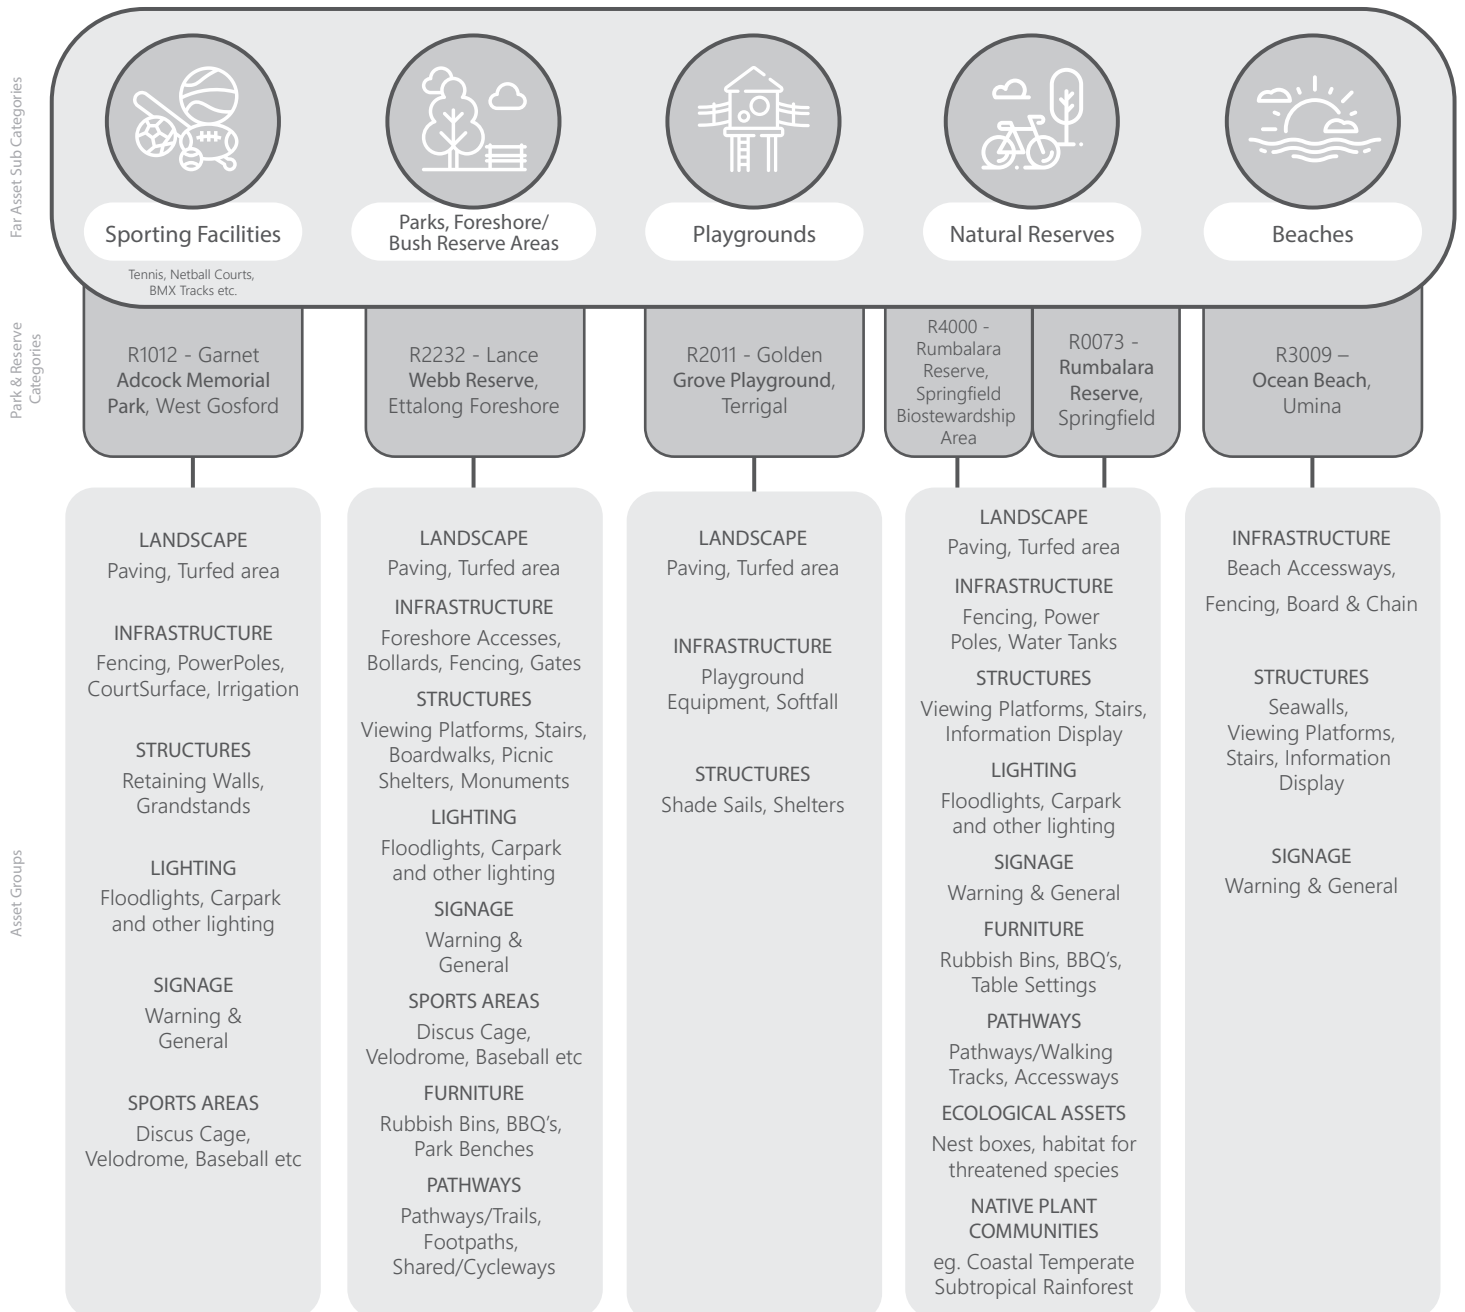 Far Asset Sub Categories
Sporting Facilities
Tennis, Netball Courts,
BMX Tracks etc.
Parks, Foreshore/
Bush Reserve Areas
Playgrounds
Natural Reserves
Beaches
Park & Reserve
Categories
R1012 - Garnet
Adcock Memorial
Park, West Gosford
R2232 - Lance
Webb Reserve,
Ettalong Foreshore
R2011 - Golden
Grove Playground,
Terrigal
R4000 -
Rumbalara
Reserve,
Springfield
Biostewardship
Area
R0073 -
Rumbalara
Reserve,
Springfield
R3009 –
Ocean Beach,
Umina
Asset Groups
LANDSCAPE
Paving, Turfed area
INFRASTRUCTURE
Fencing, PowerPoles,
CourtSurface, Irrigation
STRUCTURES
Retaining Walls,
Grandstands
LIGHTING
Floodlights, Carpark
and other lighting
SIGNAGE
Warning &
General
SPORTS AREAS
Discus Cage,
Velodrome, Baseball etc
LANDSCAPE
Paving, Turfed area
INFRASTRUCTURE
Foreshore Accesses,
Bollards, Fencing, Gates
STRUCTURES
Viewing Platforms, Stairs,
Boardwalks, Picnic
Shelters, Monuments
LIGHTING
Floodlights, Carpark
and other lighting
SIGNAGE
Warning &
General
SPORTS AREAS
Discus Cage,
Velodrome, Baseball etc
FURNITURE
Rubbish Bins, BBQ's,
Park Benches
PATHWAYS
Pathways/Trails,
Footpaths,
Shared/Cycleways
LANDSCAPE
Paving, Turfed area
INFRASTRUCTURE
Playground
Equipment, Softfall
STRUCTURES
Shade Sails, Shelters
LANDSCAPE
Paving, Turfed area
INFRASTRUCTURE
Fencing, Power
Poles, Water Tanks
STRUCTURES
Viewing Platforms, Stairs,
Information Display
LIGHTING
Floodlights, Carpark
and other lighting
SIGNAGE
Warning & General
FURNITURE
Rubbish Bins, BBQ's,
Table Settings
PATHWAYS
Pathways/Walking
Tracks, Accessways
ECOLOGICAL ASSETS
Nest boxes, habitat for
threatened species
NATIVE PLANT
COMMUNITIES
eg. Coastal Temperate
Subtropical Rainforest
INFRASTRUCTURE
Beach Accessways,
Fencing, Board & Chain
STRUCTURES
Seawalls,
Viewing Platforms,
Stairs, Information
Display
SIGNAGE
Warning & General